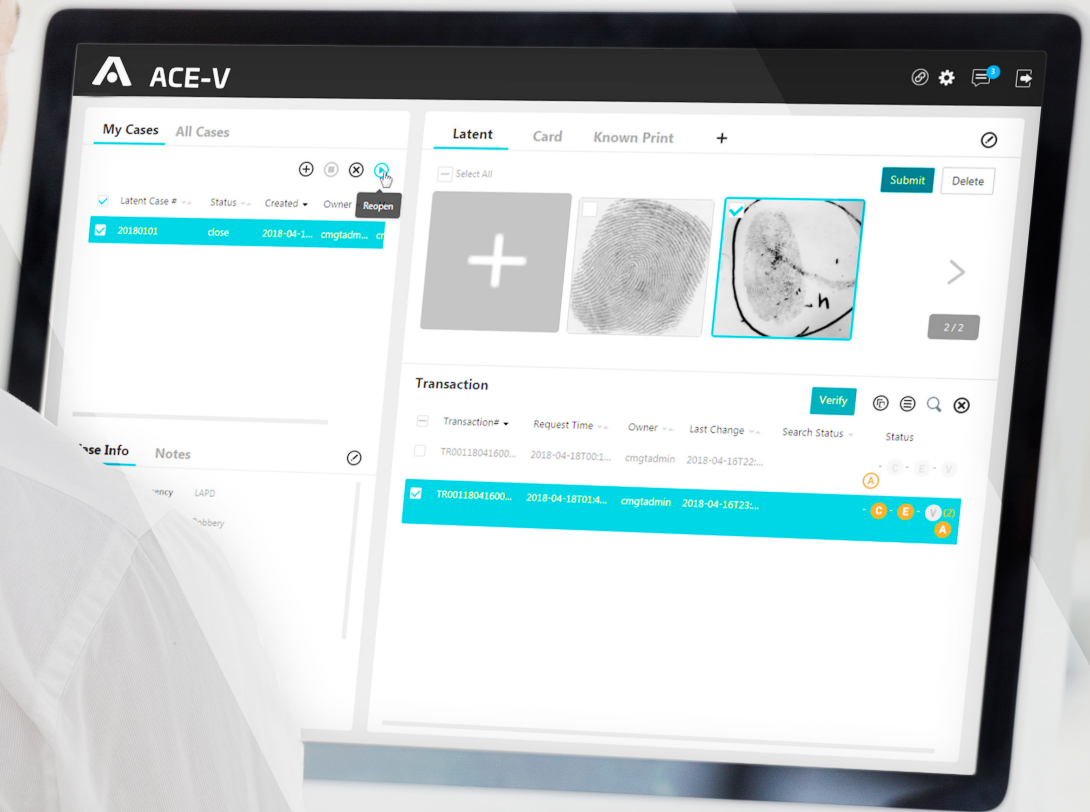 ACE-V
3
My Cases All Cases
Reopen
Latent Case # Status Created Owner
20180101 close 2018-04-1... cmgtadm...
Latent Card Known Print +
Select All
Submit Delete
h
2/2
Transaction
Verify
Transaction# Request Time Owner Last Change Search Status Status
TR00118041600... 2018-04-18T00:1... cmgtadmin 2018-04-16T22:... - C - E - V
A
TR00118041600... 2018-04-18T01:4... cmgtadmin 2018-04-16T23:... - C - E - V (2)
A
Info Notes
LAPD